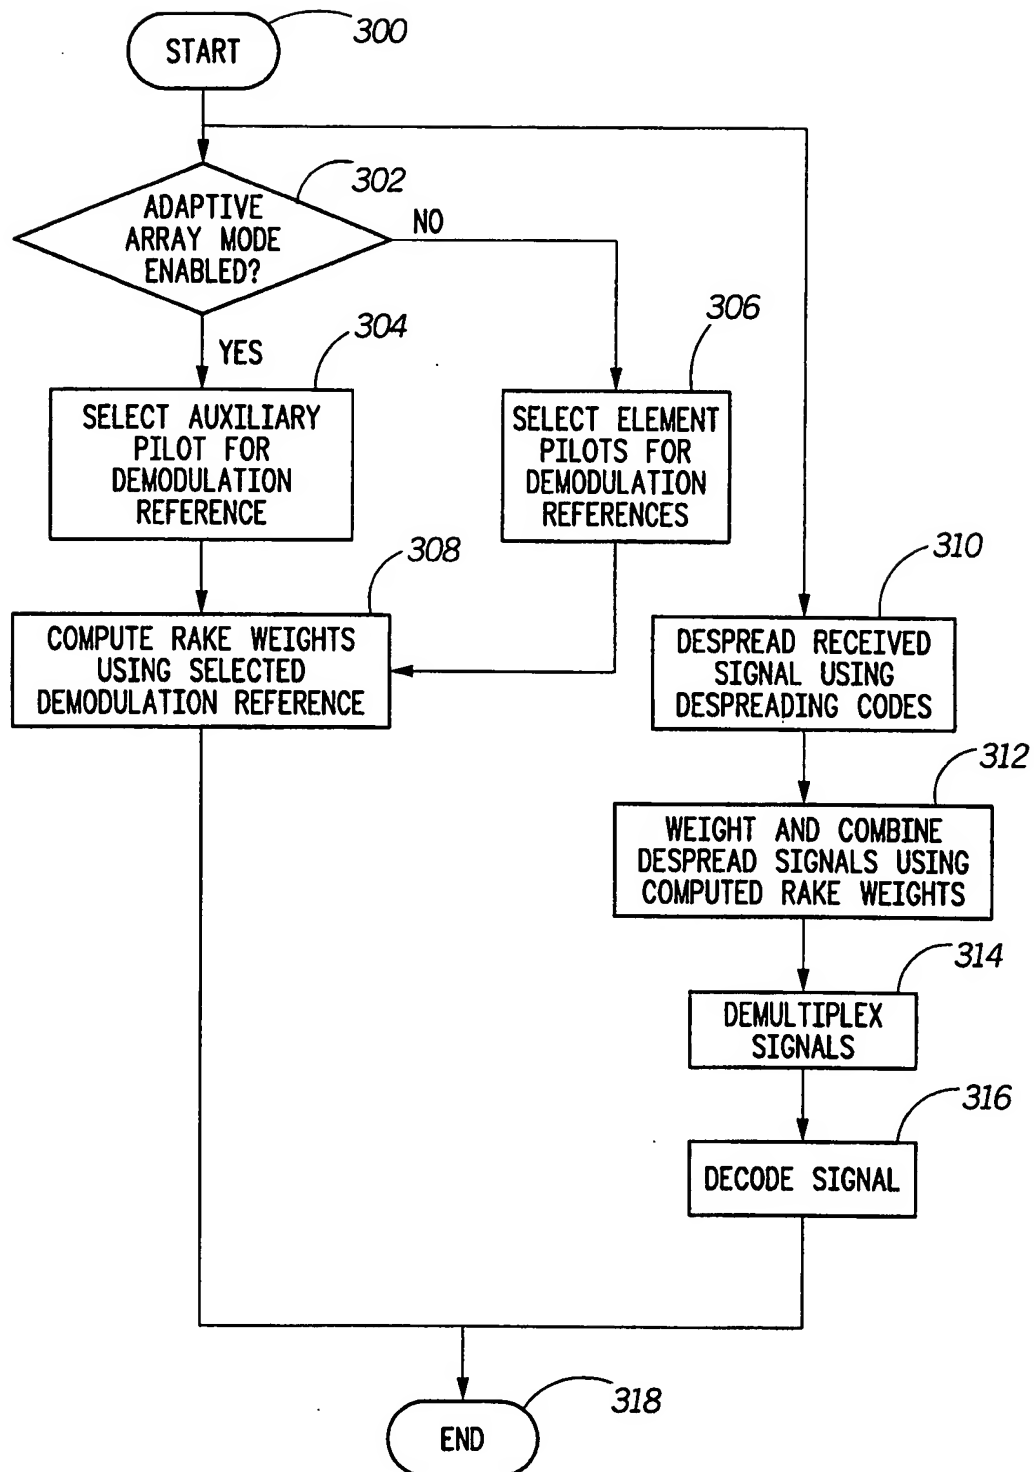 300
START
302
ADAPTIVE
ARRAY MODE
ENABLED?
NO
YES
304
SELECT AUXILIARY
PILOT FOR
DEMODULATION
REFERENCE
306
SELECT ELEMENT
PILOTS FOR
DEMODULATION
REFERENCES
308
COMPUTE RAKE WEIGHTS
USING SELECTED
DEMODULATION REFERENCE
310
DESPREAD RECEIVED
SIGNAL USING
DESPREADING CODES
312
WEIGHT AND COMBINE
DESPREAD SIGNALS USING
COMPUTED RAKE WEIGHTS
314
DEMULTIPLEX
SIGNALS
316
DECODE SIGNAL
318
END